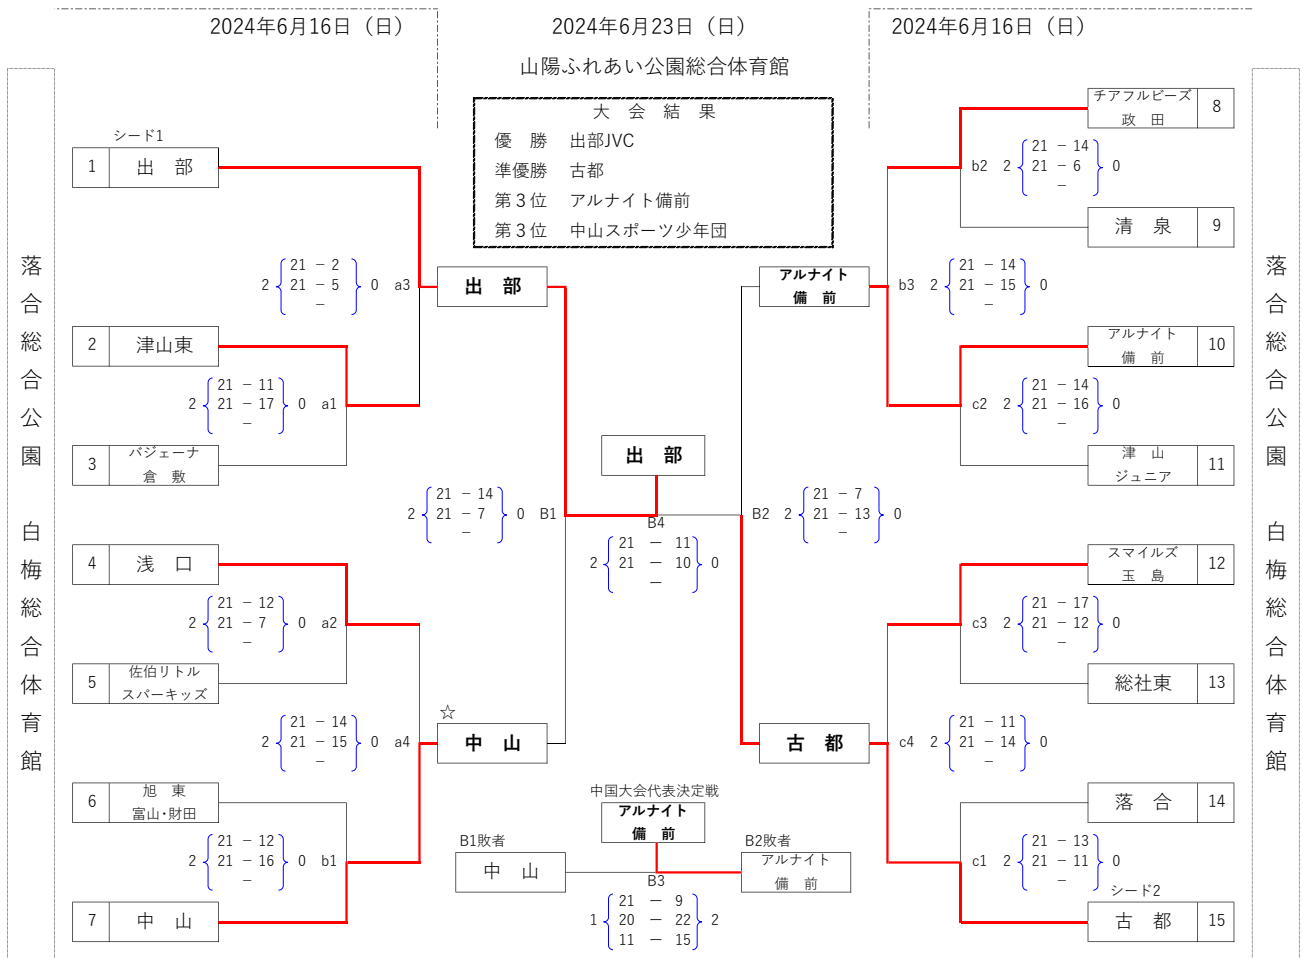 2024年6月16日（日）
2024年6月23日（日）
2024年6月16日（日）
山陽ふれあい公園総合体育館
大 会 結 果
優 勝 出部JVC
準優勝 古都
第３位 アルナイト備前
第３位 中山スポーツ少年団
落合総合公園 白梅総合体育館
シード1
1 出 部
2 { 21 － 2
21 － 5
－ } 0 a3
2 津山東
2 { 21 － 11
21 － 17
－ } 0 a1
3 パジェーナ
倉 敷
4 浅 口
2 { 21 － 12
21 － 7
－ } 0 a2
5 佐伯リトル
スパーキッズ
2 { 21 － 14
21 － 15
－ } 0 a4
6 旭 東
富山・財田
2 { 21 － 12
21 － 16
－ } 0 b1
7 中 山
出 部
2 { 21 － 14
21 － 7
－ } 0 B1
☆
中 山
出 部
B4
2 { 21 － 11
21 － 10
－ } 0
中国大会代表決定戦
アルナイト
備 前
B1敗者
中 山
B2敗者
アルナイト
備 前
B3
1 { 21 － 9
20 － 22
11 － 15 } 2
アルナイト
備 前
B2 2 { 21 － 7
21 － 13
－ } 0
古 都
チアフルビーズ
政 田 8
b2 2 { 21 － 14
21 － 6
－ } 0
清 泉 9
b3 2 { 21 － 14
21 － 15
－ } 0
アルナイト
備 前 10
c2 2 { 21 － 14
21 － 16
－ } 0
津 山
ジュニア 11
スマイルズ
玉 島 12
c3 2 { 21 － 17
21 － 12
－ } 0
総社東 13
c4 2 { 21 － 11
21 － 14
－ } 0
落 合 14
c1 2 { 21 － 13
21 － 11
－ } 0
シード2
古 都 15
落合総合公園 白梅総合体育館